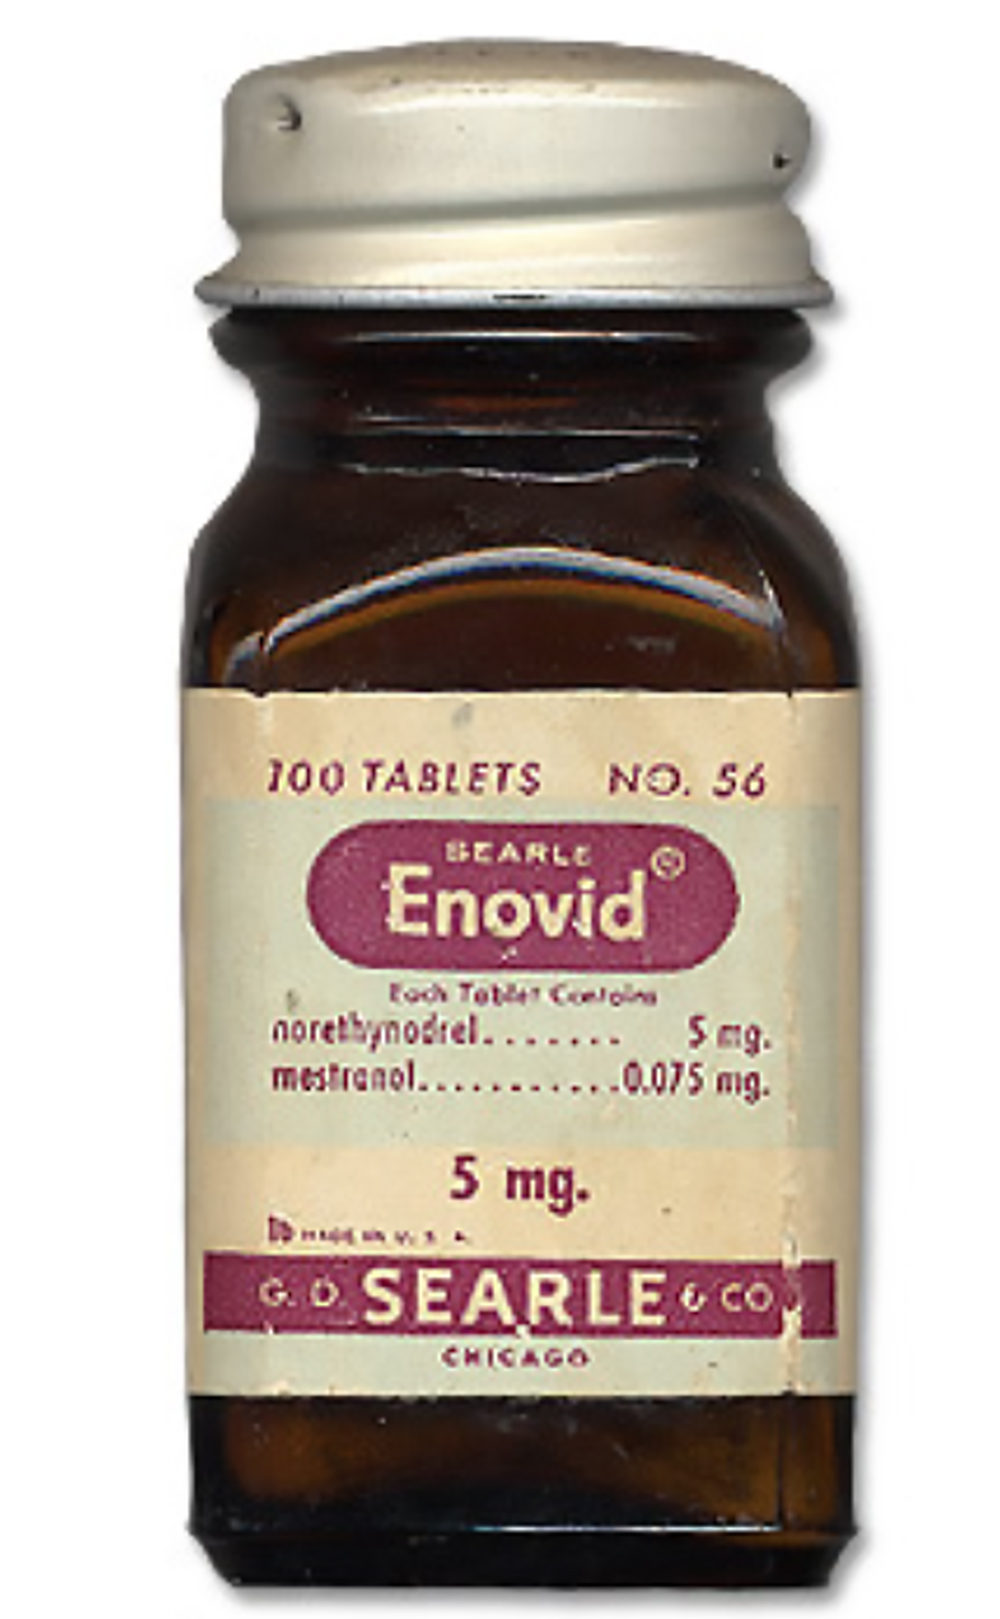 100 TABLETS NO. 56
SEARLE
Enovid®
Each Tablet Contains
norethynodrel....... 5 mg.
mestranol...........0.075 mg.
5 mg.
MADE IN U. S. A.
G. D. SEARLE & CO.
CHICAGO